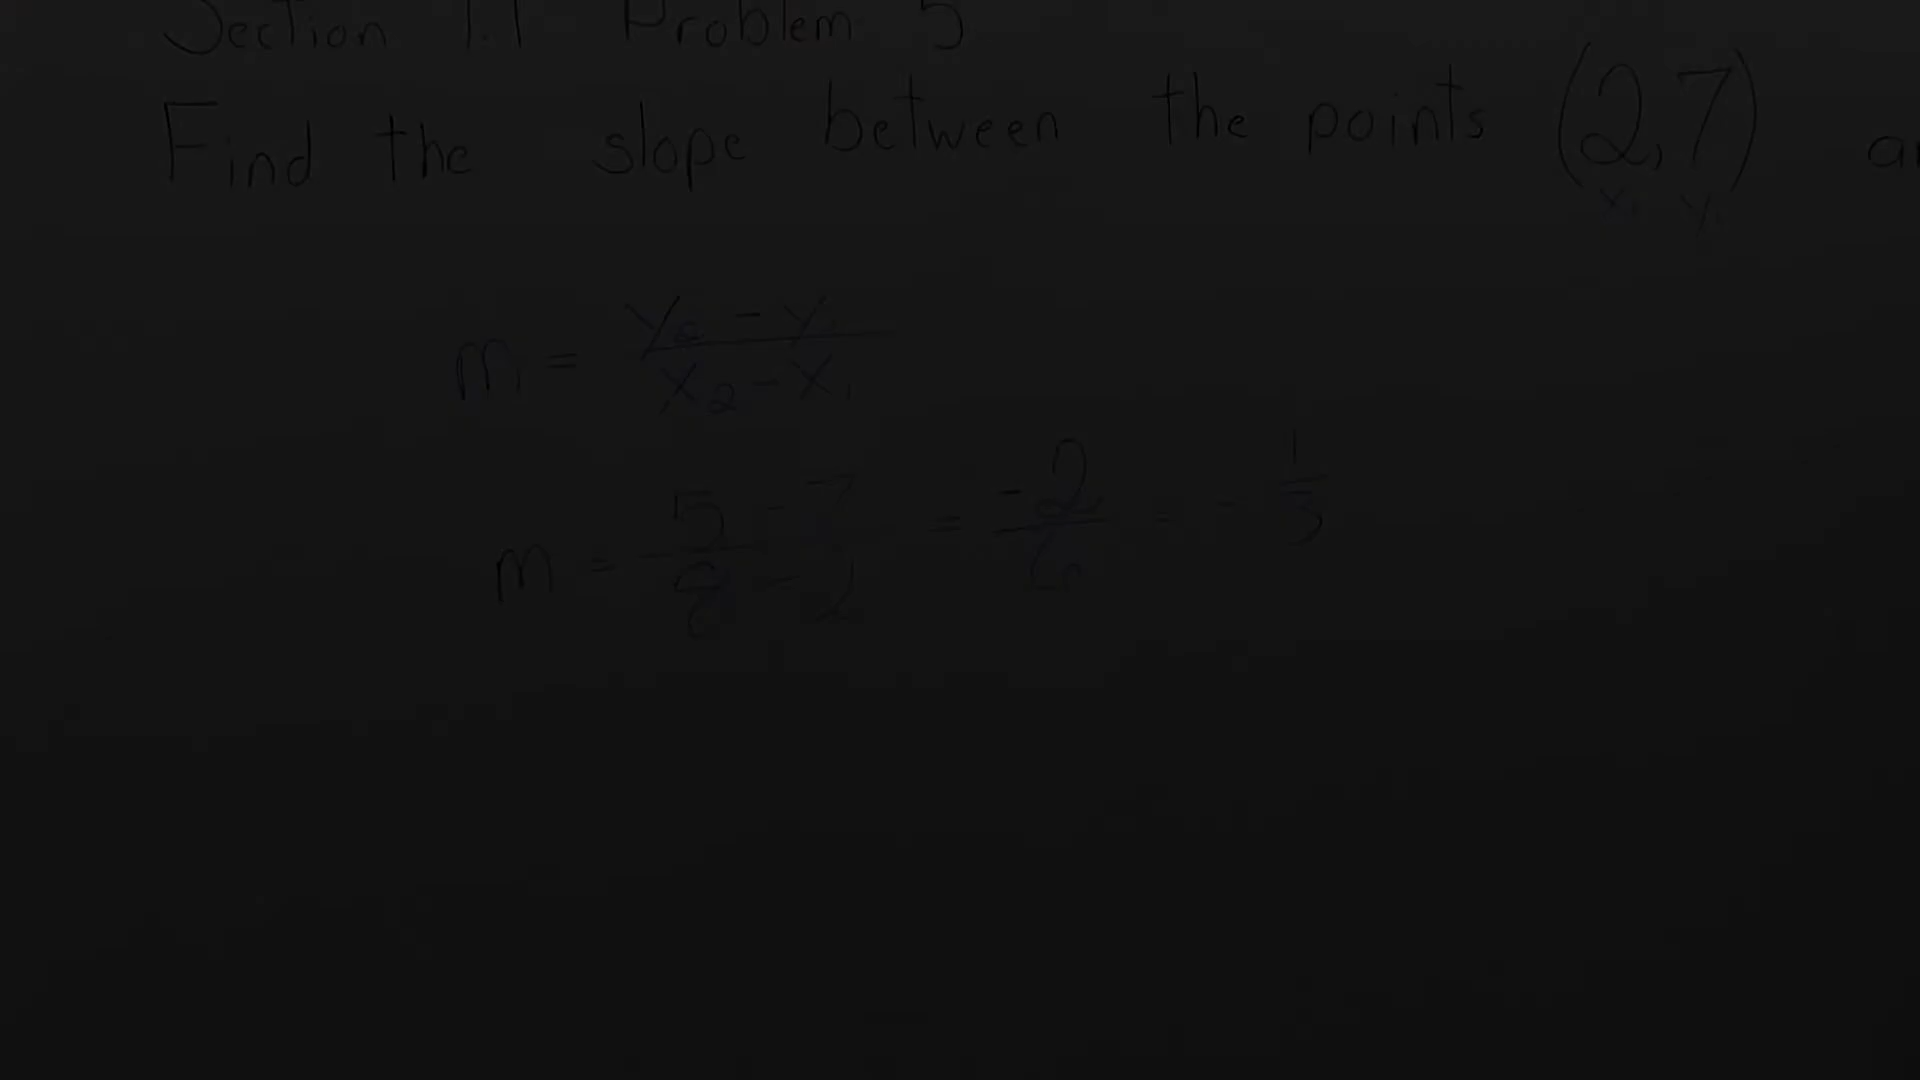 Section 1.1 Problem 5
Find the slope between the points (2,7)
x₁ y₁
m = y₂ - y₁ / x₂ - x₁
m = 5 - 7 / 8 - 2 = -2 / 6 = - 1/3